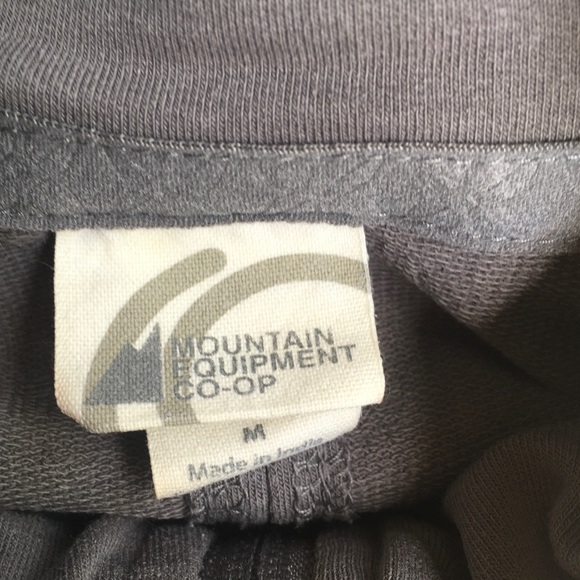 MOUNTAIN
EQUIPMENT
CO-OP
M
Made in India